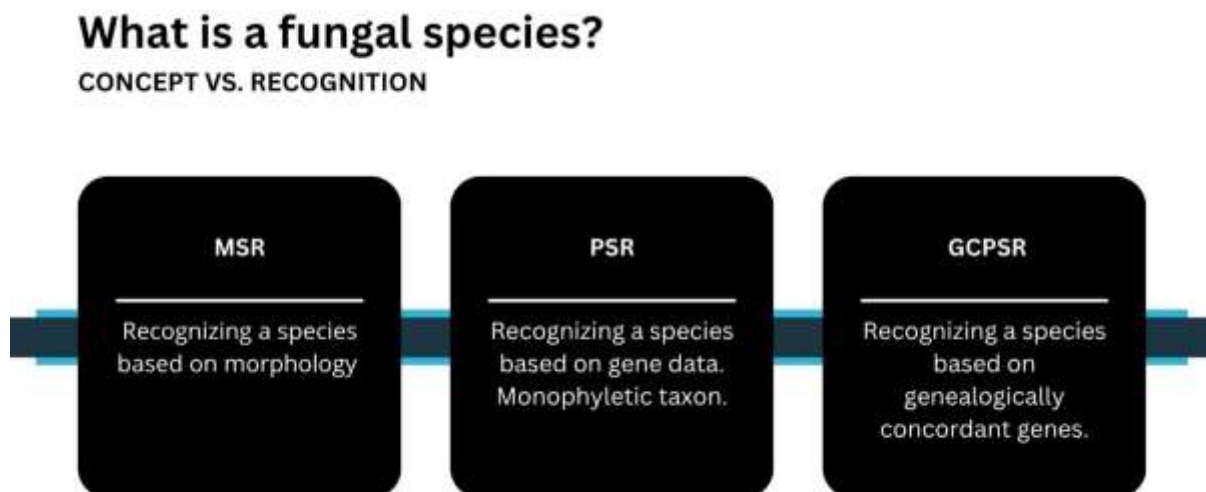 What is a fungal species?
CONCEPT VS. RECOGNITION
MSR
Recognizing a species
based on morphology
PSR
Recognizing a species
based on gene data.
Monophyletic taxon.
GCPSR
Recognizing a species
based on
genealogically
concordant genes.